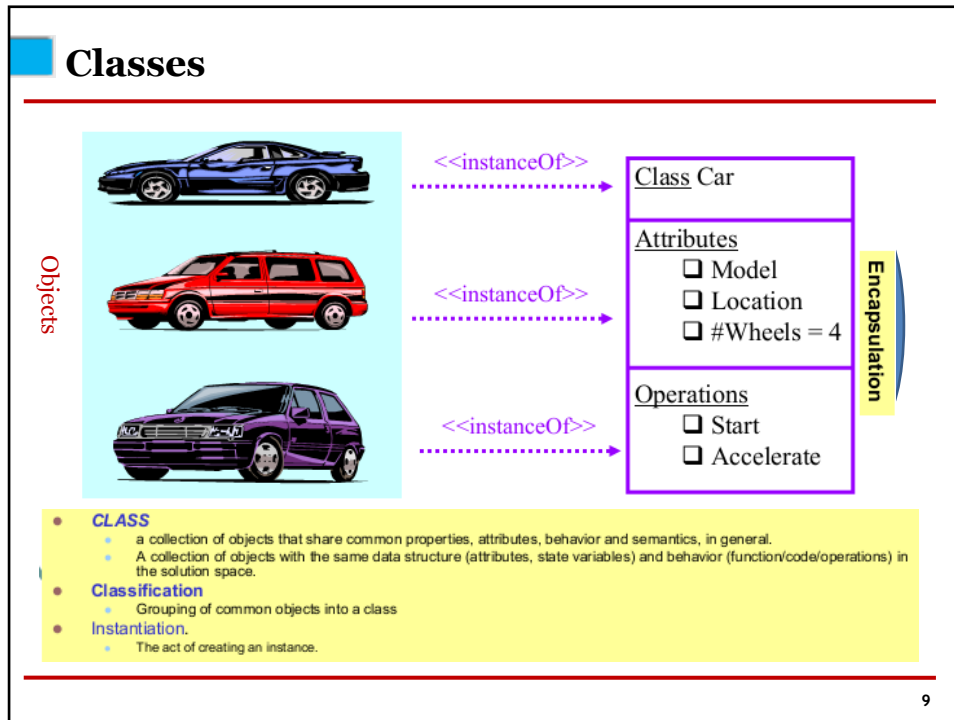 Classes
Objects
<<instanceOf>>
<<instanceOf>>
<<instanceOf>>
Class Car
Attributes
❑ Model
❑ Location
❑ #Wheels = 4
Operations
❑ Start
❑ Accelerate
Encapsulation
• CLASS
• a collection of objects that share common properties, attributes, behavior and semantics, in general.
• A collection of objects with the same data structure (attributes, state variables) and behavior (function/code/operations) in
the solution space.
• Classification
• Grouping of common objects into a class
• Instantiation.
• The act of creating an instance.
9